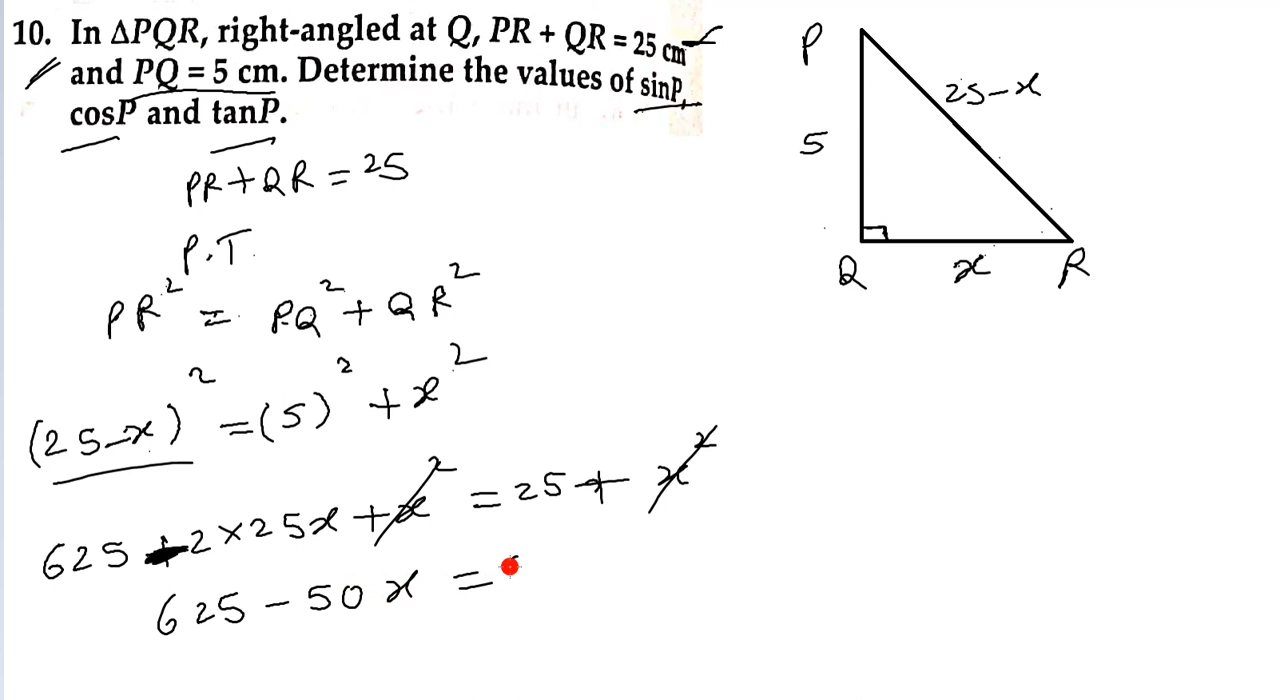 10. In ΔPQR, right-angled at Q, PR + QR = 25 cm
and PQ = 5 cm. Determine the values of sinP,
cosP and tanP.
PR + QR = 25
P.T.
PR² = PQ² + QR²
(25-x)² = (5)² + x²
625 - 2×25x + x² = 25 + x²
625 - 50x =
P
25-x
5
Q
x
R